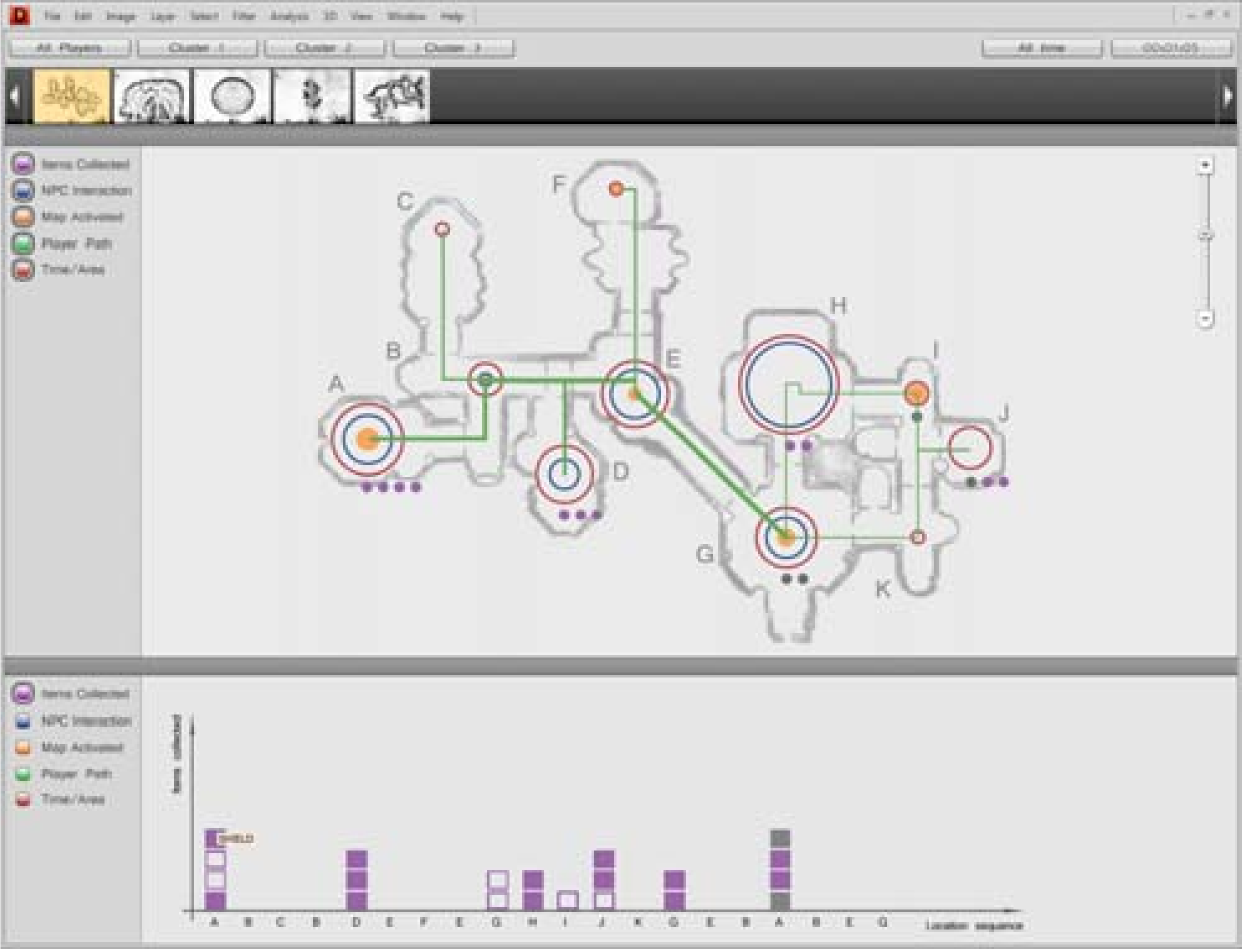 D File Edit Image Layer Select Filter Analysis 3D View Window Help
All Players Cluster 1 Cluster 2 Cluster 3 All time 00:01:05
Items Collected
NPC Interaction
Map Activated
Player Path
Time/Area
F
C
H
B
E
I
A
J
D
G
K
Items Collected
NPC Interaction
Map Activated
Player Path
Time/Area
Items collected
SHIELD
A B C B D E F E G H I J K G E B A B E G
Location sequence